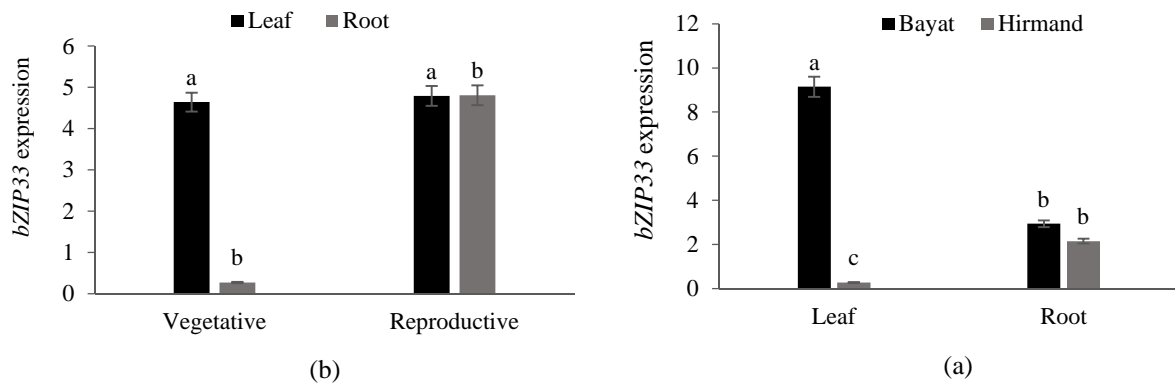 Leaf Root
6
5
4
3
2
1
0
bZIP33 expression
a
b
a
b
Vegetative Reproductive
(b)
Bayat Hirmand
12
10
8
6
4
2
0
bZIP33 expression
a
c
b
b
Leaf Root
(a)